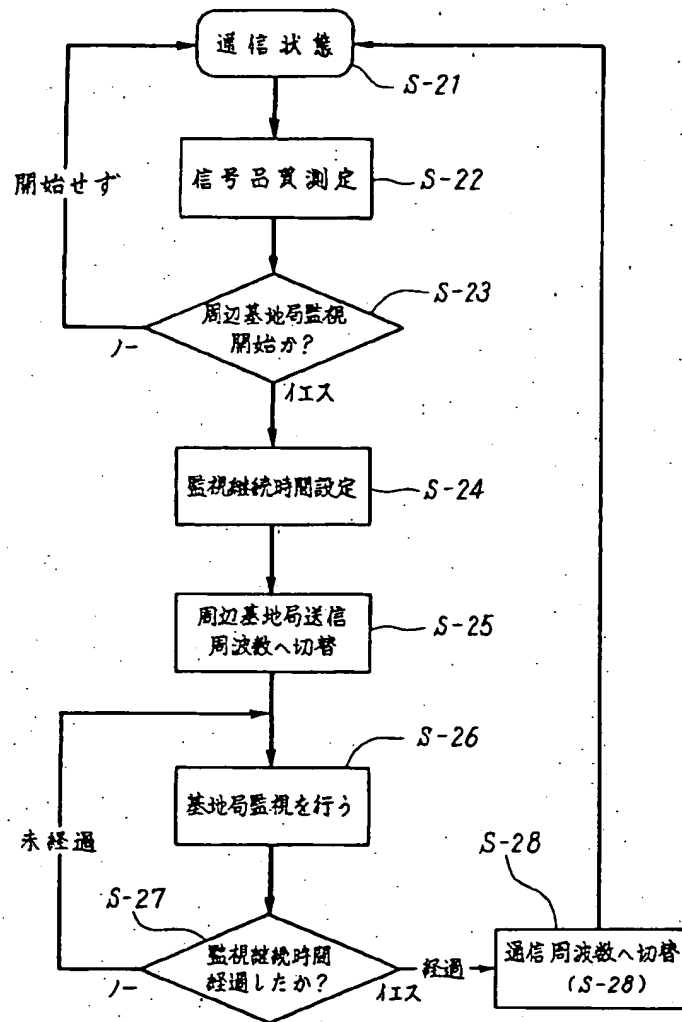 通信状態
S-21
信号品質測定
S-22
開始せず
S-23
周辺基地局監視
開始か?
ノー
イエス
監視継続時間設定
S-24
周辺基地局送信
周波数へ切替
S-25
S-26
基地局監視を行う
未経過
S-27
S-28
監視継続時間
経過したか?
ノー
イエス
経過
通信周波数へ切替
(S-28)